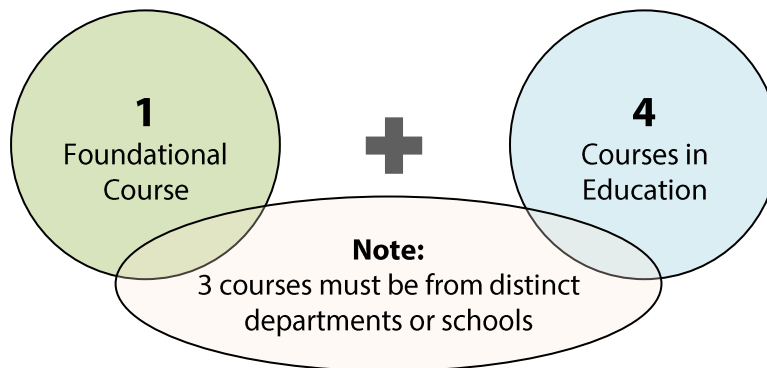 1
Foundational
Course
4
Courses in
Education
Note:
3 courses must be from distinct
departments or schools